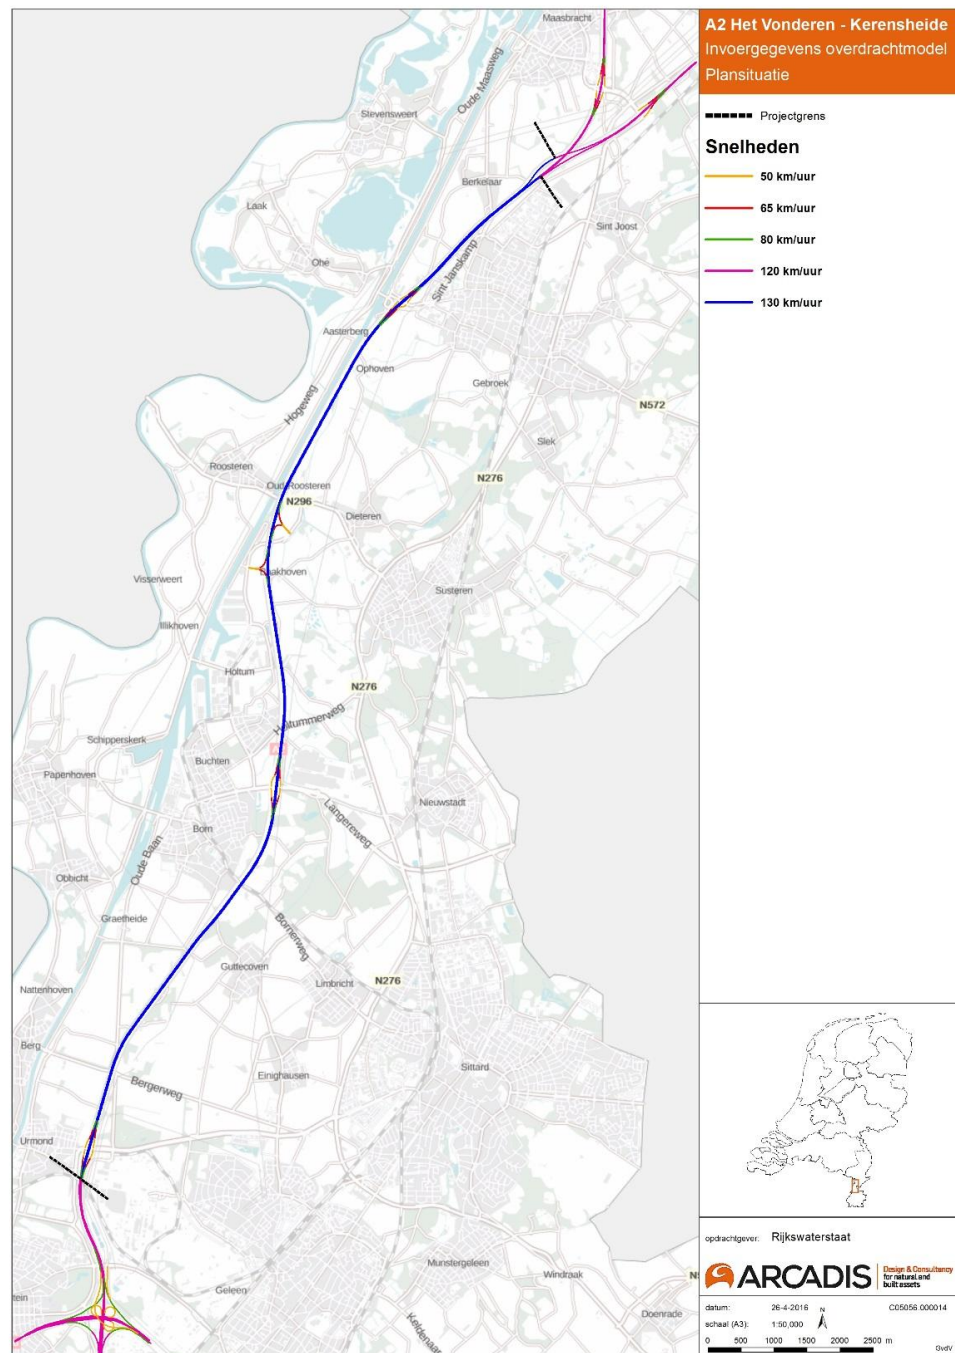 A2 Het Vonderen - Kerensheide
Invoergegevens overdrachtmodel
Plansituatie
Projectgrens
Snelheden
50 km/uur
65 km/uur
80 km/uur
120 km/uur
130 km/uur
Maasbracht
Oude Maasweg
Stevensweert
Berkelaar
Laak
Sint Joost
Ohe
Sint Janskamp
Aasterberg
Ophoven
Gebroek
Hogeweg
N572
Slek
Roosteren
N276
Oud Roosteren
N296
Dieteren
Visserweert
Susteren
Illikhoven
Holtum
N276
Holtummerweg
Schipperskerk
Buchten
Papenhoven
Nieuwstadt
Langereweg
Born
Oude Baan
Obbicht
Graetheide
Bornerweg
Guttecoven
Limbricht
N276
Nattenhoven
Berg
Sittard
Einighausen
Bergerweg
Urmond
Munstergeleen
Windraak
Geleen
Doenrade
opdrachtgever: Rijkswaterstaat
ARCADIS
Design & Consultancy
for natural and
built assets
datum: 26-4-2016 N C05056.000014
schaal (A3): 1:50,000
0 500 1000 1500 2000 2500 m
GvdV